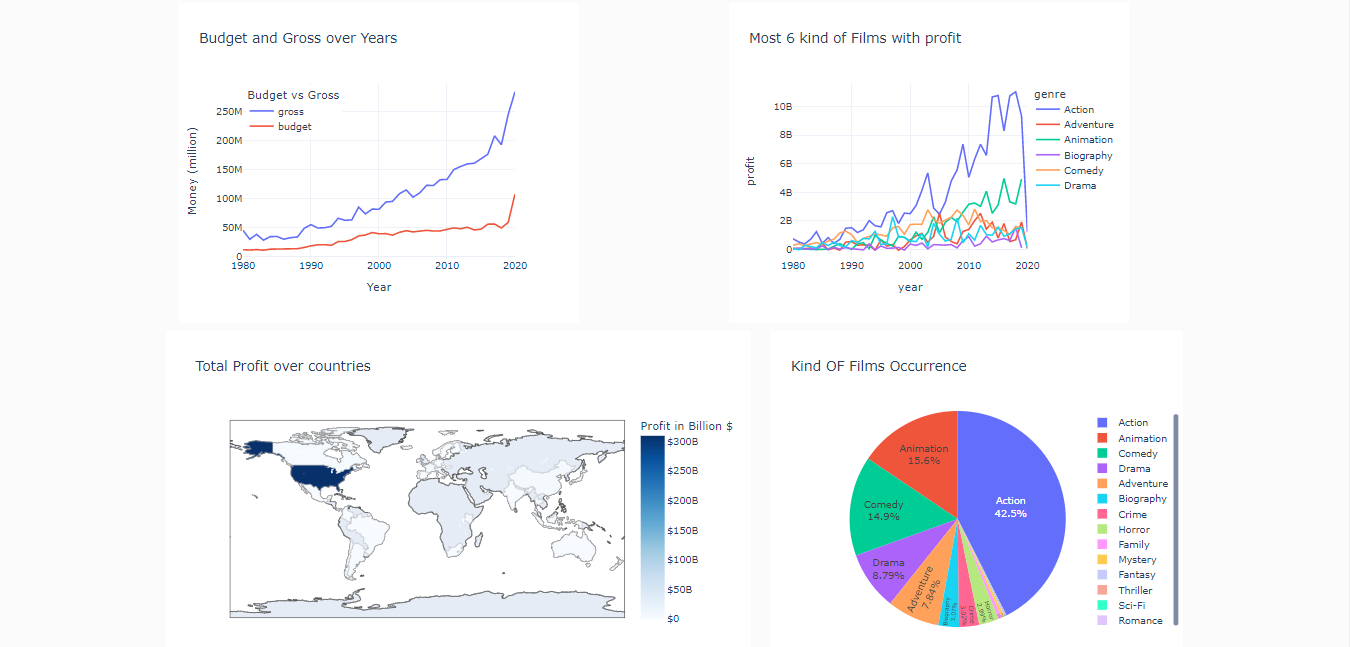 Budget and Gross over Years
Budget vs Gross
gross
budget
250M
200M
150M
100M
50M
0
Money (million)
1980
1990
2000
2010
2020
Year
Most 6 kind of Films with profit
10B
8B
6B
4B
2B
0
profit
1980
1990
2000
2010
2020
year
genre
Action
Adventure
Animation
Biography
Comedy
Drama
Total Profit over countries
Profit in Billion $
$300B
$250B
$200B
$150B
$100B
$50B
$0
Kind OF Films Occurrence
Action
42.5%
Animation
15.6%
Comedy
14.9%
Drama
8.79%
Adventure
7.84%
Biography
Crime
Horror
Action
Animation
Comedy
Drama
Adventure
Biography
Crime
Horror
Family
Mystery
Fantasy
Thriller
Sci-Fi
Romance